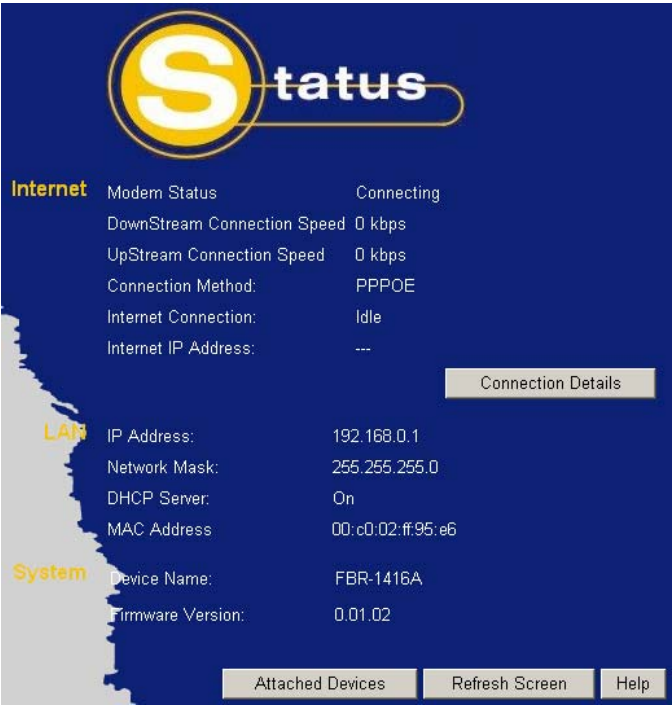 Status
Internet
Modem Status Connecting
DownStream Connection Speed 0 kbps
UpStream Connection Speed 0 kbps
Connection Method: PPPOE
Internet Connection: Idle
Internet IP Address: ---
Connection Details
LAN
IP Address: 192.168.0.1
Network Mask: 255.255.255.0
DHCP Server: On
MAC Address 00:c0:02:ff:95:e6
System
Device Name: FBR-1416A
Firmware Version: 0.01.02
Attached Devices Refresh Screen Help